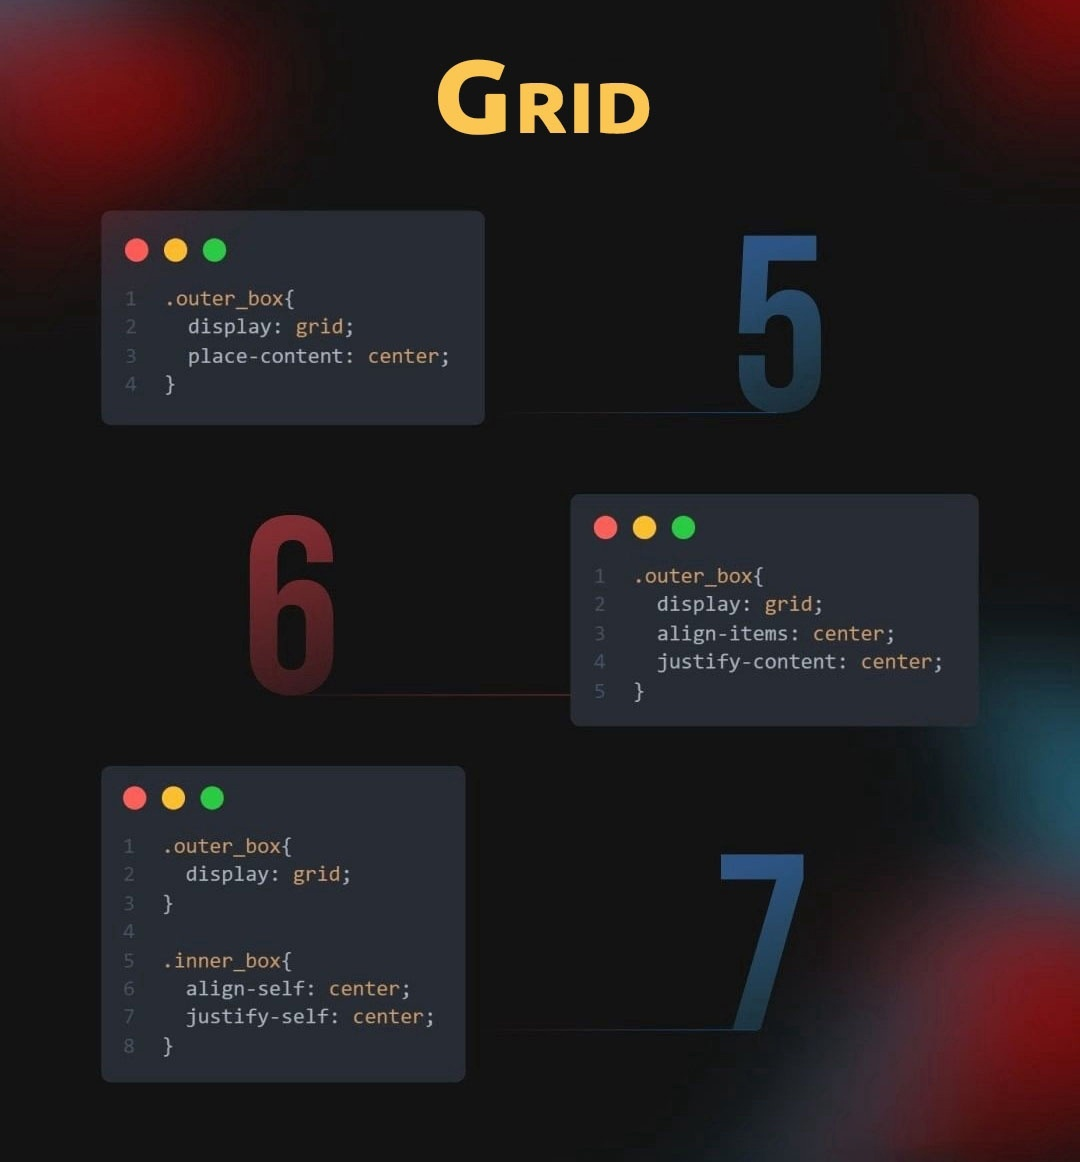 GRID
1 .outer_box{
2 display: grid;
3 place-content: center;
4 }
5
6
1 .outer_box{
2 display: grid;
3 align-items: center;
4 justify-content: center;
5 }
1 .outer_box{
2 display: grid;
3 }
4
5 .inner_box{
6 align-self: center;
7 justify-self: center;
8 }
7